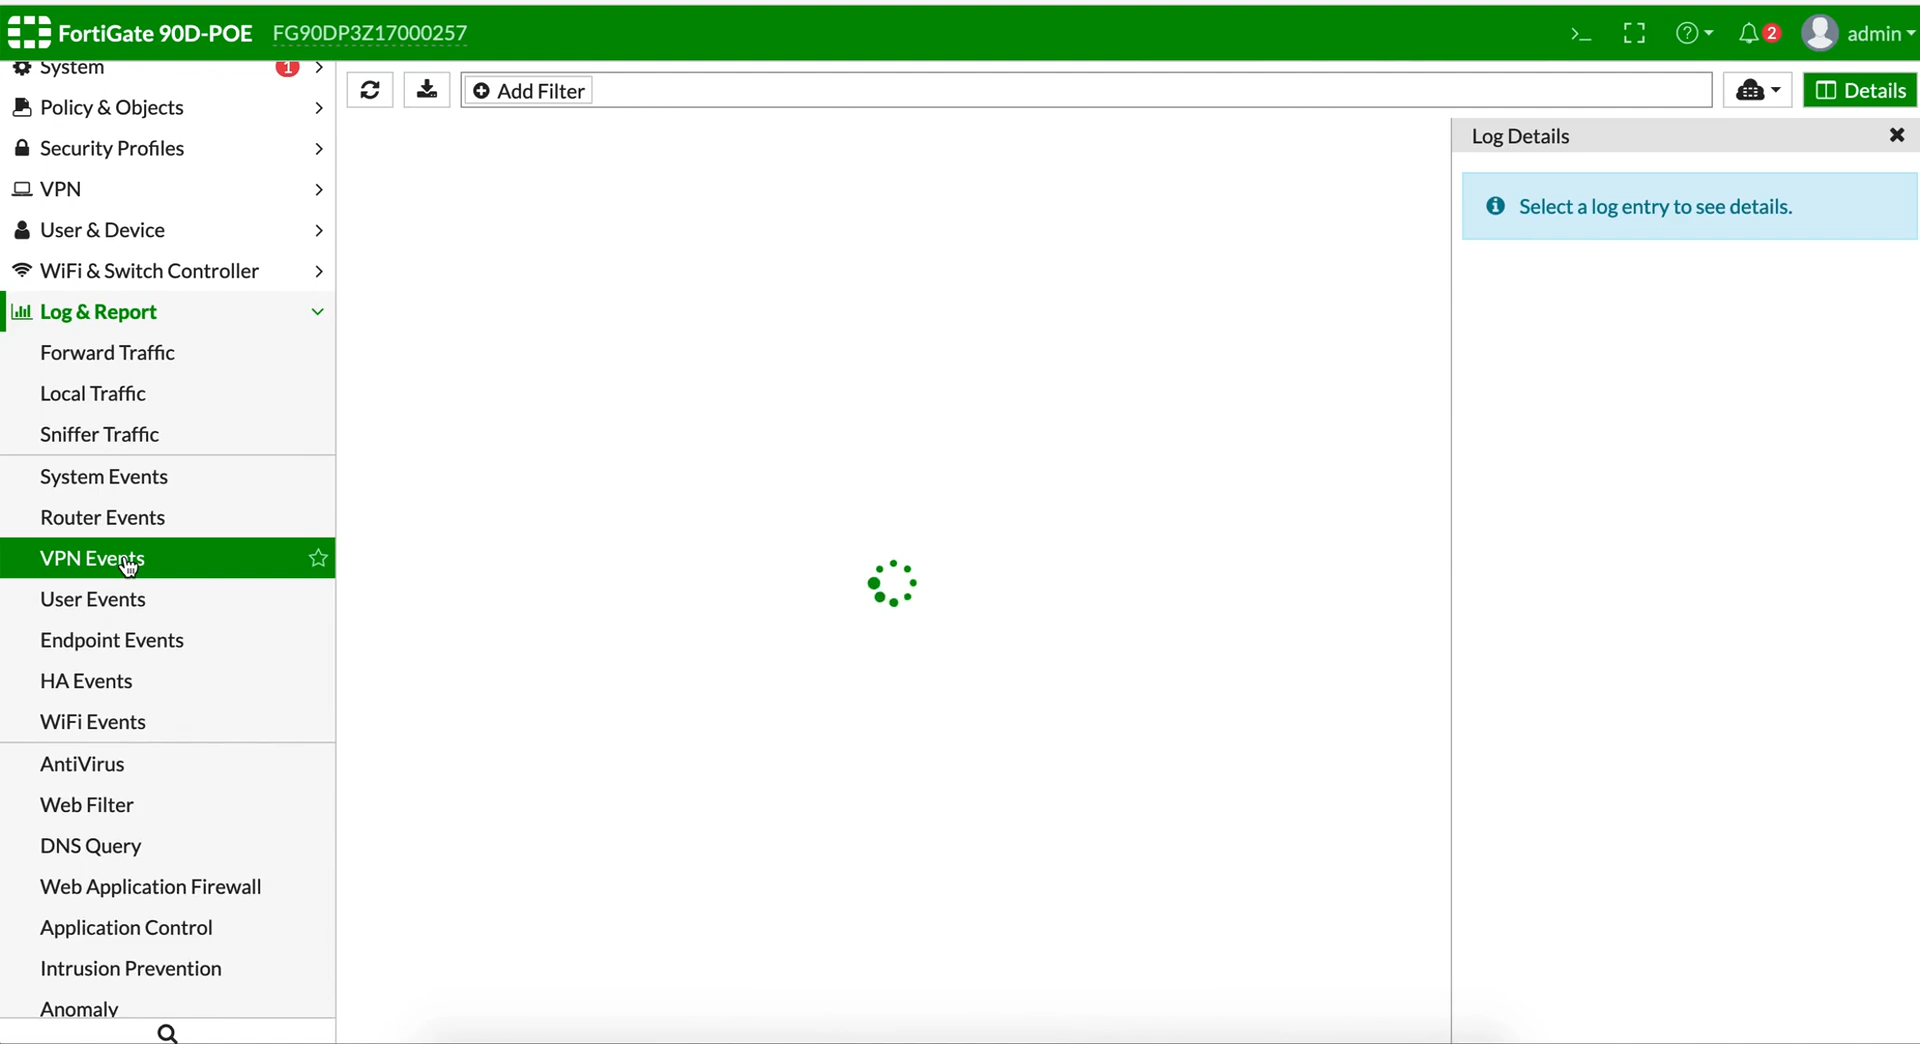 FortiGate 90D-POE FG90DP3Z17000257
2
admin
System 1
Policy & Objects
Security Profiles
VPN
User & Device
WiFi & Switch Controller
Log & Report
Forward Traffic
Local Traffic
Sniffer Traffic
System Events
Router Events
VPN Events
User Events
Endpoint Events
HA Events
WiFi Events
AntiVirus
Web Filter
DNS Query
Web Application Firewall
Application Control
Intrusion Prevention
Anomaly
Add Filter
Details
Log Details
Select a log entry to see details.